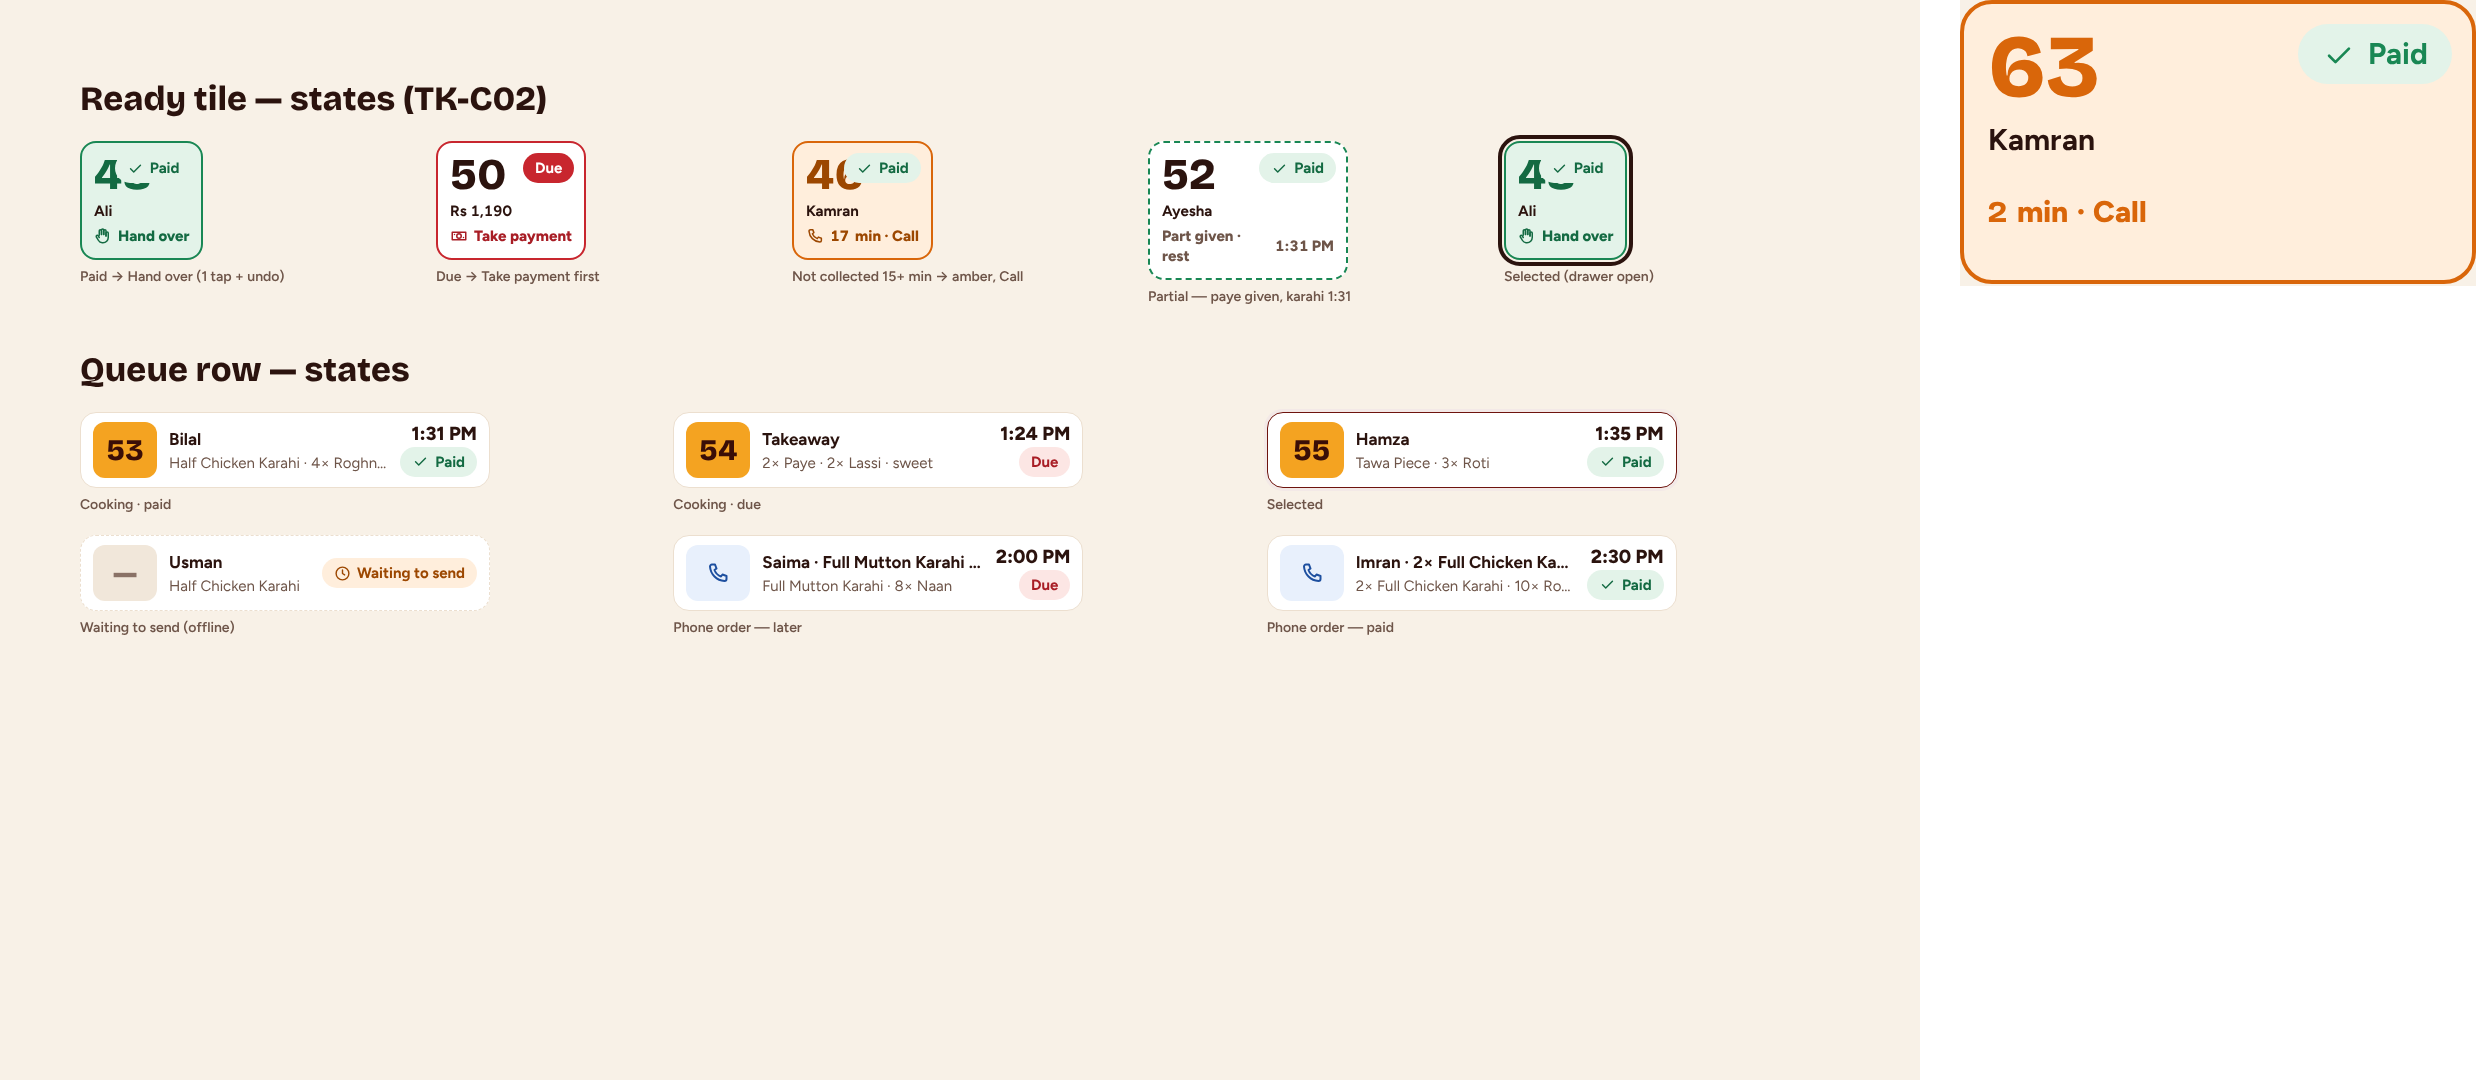 Ready tile — states (TK-C02)
Paid
Ali
Hand over
Paid → Hand over (1 tap + undo)
50
Due
Rs 1,190
Take payment
Due → Take payment first
Paid
Kamran
17 min · Call
Not collected 15+ min → amber, Call
52
Paid
Ayesha
Part given ·
rest
1:31 PM
Partial — paye given, karahi 1:31
Paid
Ali
Hand over
Selected (drawer open)
Queue row — states
53
Bilal
Half Chicken Karahi · 4× Roghn...
1:31 PM
Paid
Cooking · paid
54
Takeaway
2× Paye · 2× Lassi · sweet
1:24 PM
Due
Cooking · due
55
Hamza
Tawa Piece · 3× Roti
1:35 PM
Paid
Selected
—
Usman
Half Chicken Karahi
Waiting to send
Waiting to send (offline)
Saima · Full Mutton Karahi ...
Full Mutton Karahi · 8× Naan
2:00 PM
Due
Phone order — later
Imran · 2× Full Chicken Ka...
2× Full Chicken Karahi · 10× Ro...
2:30 PM
Paid
Phone order — paid
63
Paid
Kamran
2 min · Call